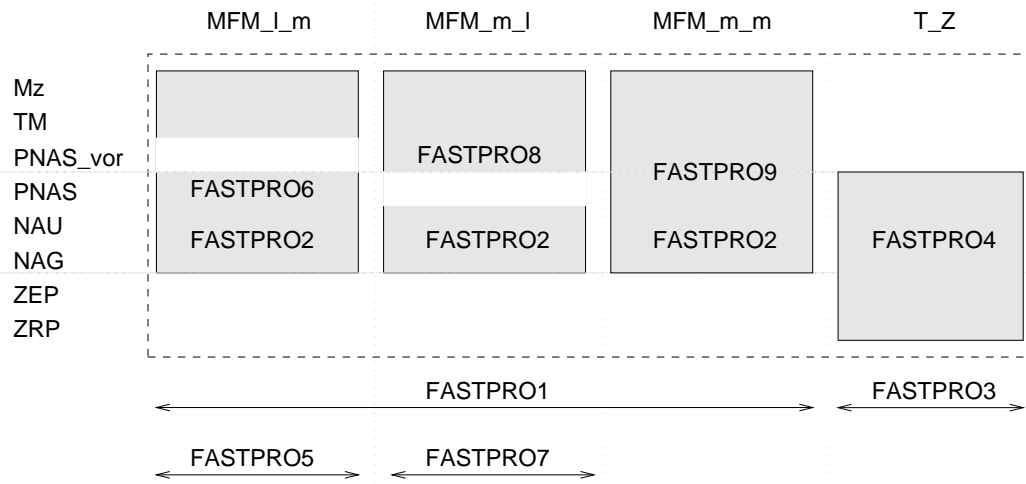 MFM_l_m MFM_m_l MFM_m_m T_Z
Mz
TM
PNAS_vor FASTPRO8
PNAS FASTPRO6 FASTPRO9
NAU FASTPRO2 FASTPRO2 FASTPRO2 FASTPRO4
NAG
ZEP
ZRP
FASTPRO1 FASTPRO3
FASTPRO5 FASTPRO7